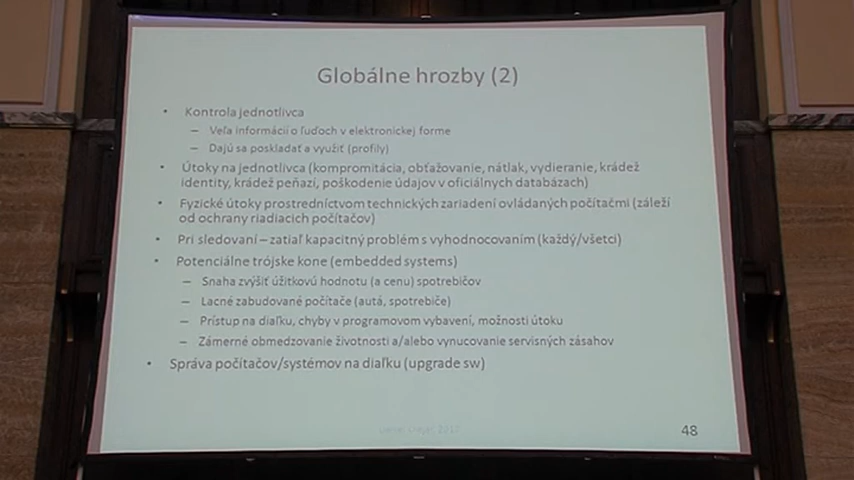 Globálne hrozby (2)
• Kontrola jednotlivca
– Veľa informácií o ľuďoch v elektronickej forme
– Dajú sa poskladať a využiť (profily)
• Útoky na jednotlivca (kompromitácia, obťažovanie, nátlak, vydieranie, krádež
identity, krádež peňazí, poškodenie údajov v oficiálnych databázach)
• Fyzické útoky prostredníctvom technických zariadení ovládaných počítačmi (záleží
od ochrany riadiacich počítačov)
• Pri sledovaní – zatiaľ kapacitný problém s vyhodnocovaním (každý/všetci)
• Potenciálne trójske kone (embedded systems)
– Snaha zvýšiť úžitkovú hodnotu (a cenu) spotrebičov
– Lacné zabudované počítače (autá, spotrebiče)
– Prístup na diaľku, chyby v programovom vybavení, možnosti útoku
– Zámerné obmedzovanie životnosti a/alebo vynucovanie servisných zásahov
• Správa počítačov/systémov na diaľku (upgrade sw)
48